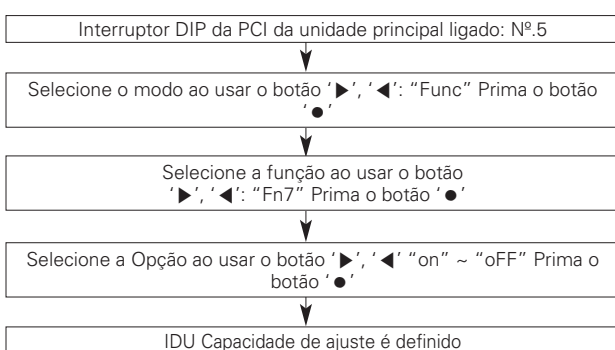 Interruptor DIP da PCI da unidade principal ligado: Nº.5
Selecione o modo ao usar o botão ‘▶’, ‘◀’: “Func” Prima o botão
‘●’
Selecione a função ao usar o botão
‘▶’, ‘◀’: “Fn7” Prima o botão ‘●’
Selecione a Opção ao usar o botão ‘▶’, ‘◀’ “on” ~ “oFF” Prima o
botão ‘●’
IDU Capacidade de ajuste é definido